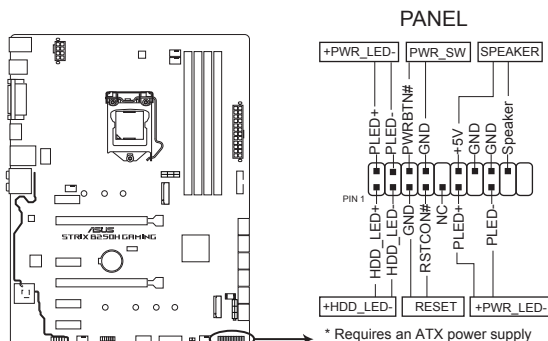 PANEL
+PWR_LED- PWR_SW SPEAKER
PLED+
PLED-
PWRBTN#
GND
+5V
GND
GND
Speaker
PIN 1
HDD_LED+
HDD_LED-
GND
RSTCON#
NC
PLED+
PLED-
+HDD_LED- RESET +PWR_LED-
* Requires an ATX power supply
ASUS
STRIX B250H GAMING